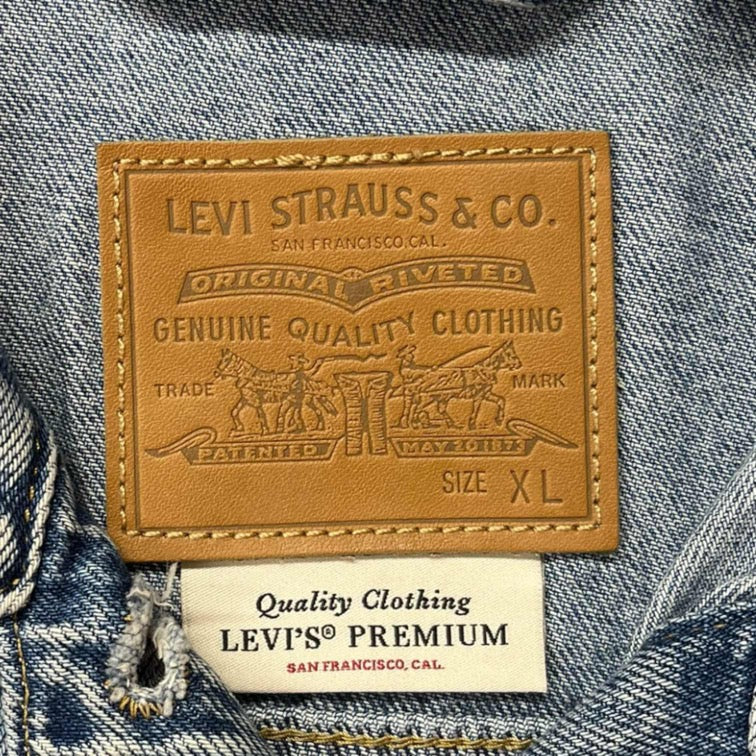 LEVI STRAUSS & CO.
SAN FRANCISCO, CAL.
ORIGINAL RIVETED
GENUINE QUALITY CLOTHING
TRADE MARK
PATENTED MAY 20 1873
SIZE XL
Quality Clothing
LEVI'S® PREMIUM
SAN FRANCISCO, CAL.